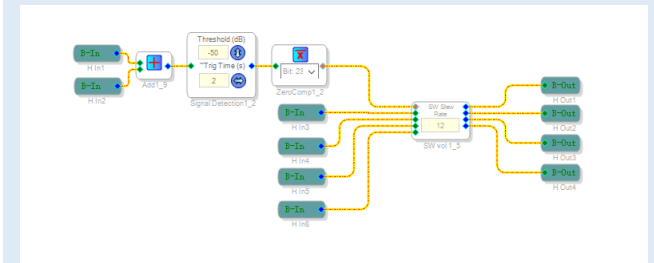 B-In
H In1
B-In
H In2
Add1_9
Threshold (dB)
-50
"Trig Time (s)
2
Signal Detection1_2
X
Bit: 23
ZeroComp1_2
B-In
H In3
B-In
H In4
B-In
H In5
B-In
H In6
SW Slew
Rate
12
SW vol 1_5
B-Out
H Out1
B-Out
H Out2
B-Out
H Out3
B-Out
H Out4